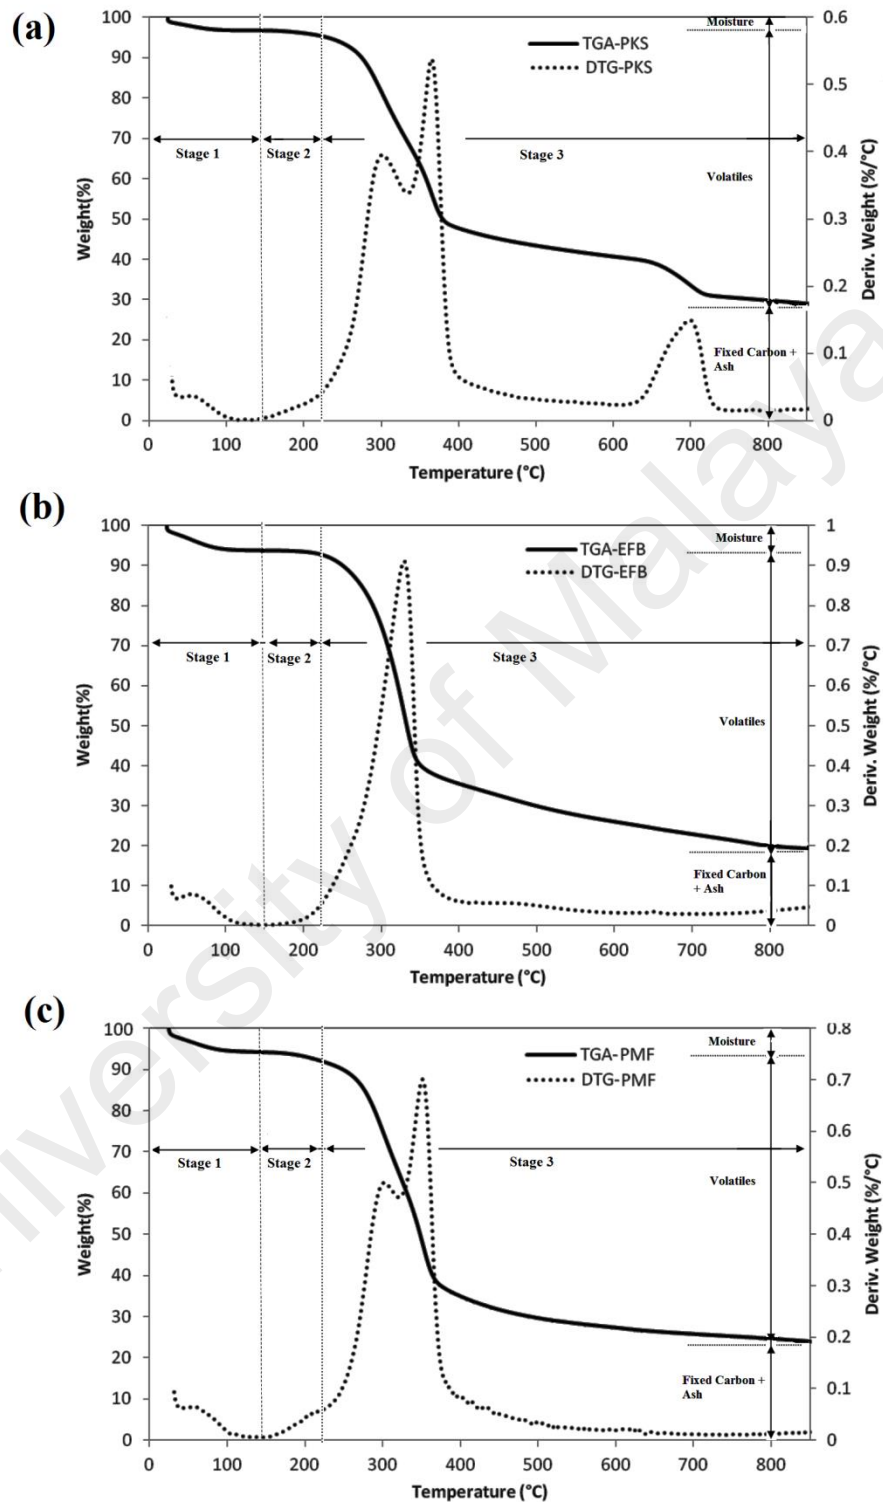 (a)
100
90
80
70
60
50
40
30
20
10
0
Weight(%)
0 100 200 300 400 500 600 700 800
Temperature (°C)
0.6
0.5
0.4
0.3
0.2
0.1
0
Deriv. Weight (%/°C)
TGA-PKS
DTG-PKS
Stage 1
Stage 2
Stage 3
Moisture
Volatiles
Fixed Carbon +
Ash
(b)
100
90
80
70
60
50
40
30
20
10
0
Weight(%)
0 100 200 300 400 500 600 700 800
Temperature (°C)
1
0.9
0.8
0.7
0.6
0.5
0.4
0.3
0.2
0.1
0
Deriv. Weight (%/°C)
TGA-EFB
DTG-EFB
Stage 1
Stage 2
Stage 3
Moisture
Volatiles
Fixed Carbon
+ Ash
(c)
100
90
80
70
60
50
40
30
20
10
0
Weight(%)
0 100 200 300 400 500 600 700 800
Temperature (°C)
0.8
0.7
0.6
0.5
0.4
0.3
0.2
0.1
0
Deriv. Weight (%/°C)
TGA-PMF
DTG-PMF
Stage 1
Stage 2
Stage 3
Moisture
Volatiles
Fixed Carbon +
Ash
University of Malaya